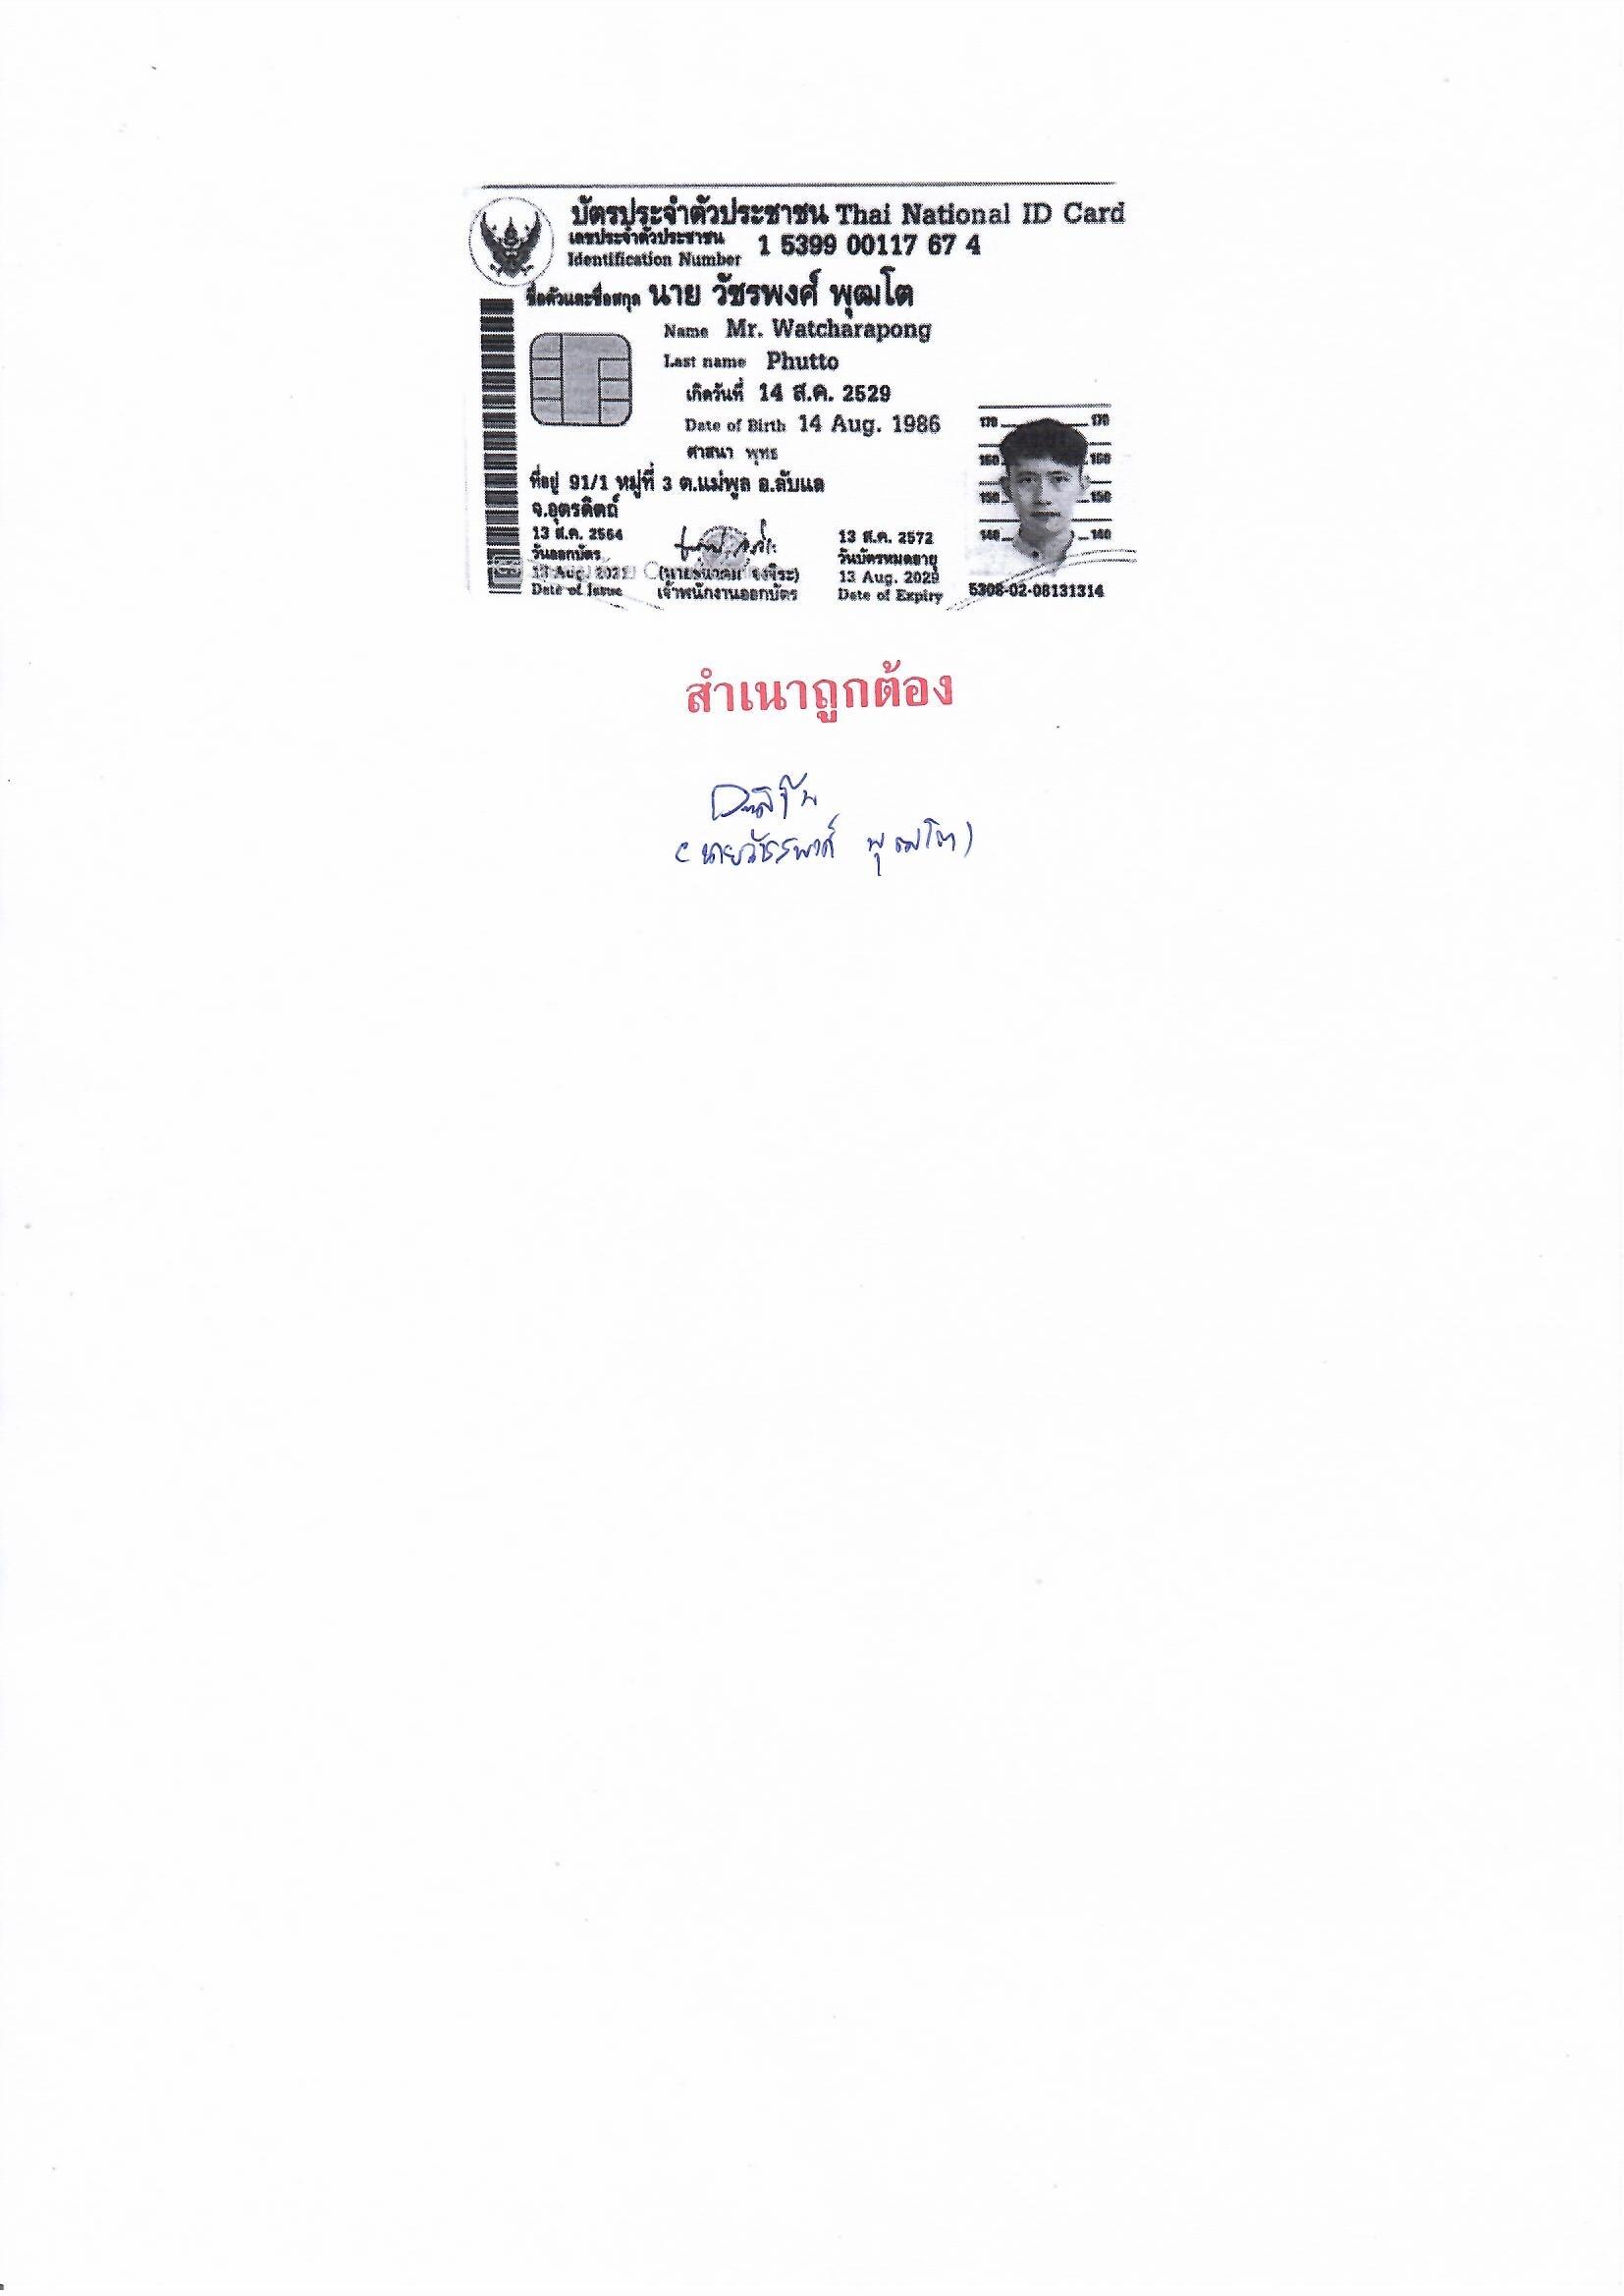 บัตรประจำตัวประชาชน Thai National ID Card
เลขประจำตัวประชาชน
Identification Number
1 5399 00117 67 4
ชื่อตัวและชื่อสกุล นาย วัชรพงศ์ พุฒโต
Name Mr. Watcharapong
Last name Phutto
เกิดวันที่ 14 ส.ค. 2529
Date of Birth 14 Aug. 1986
ศาสนา พุทธ
ที่อยู่ 91/1 หมู่ที่ 3 ต.แม่พูล อ.ลับแล
จ.อุตรดิตถ์
170 170
160 160
150 150
140 140
13 ส.ค. 2564
วันออกบัตร
13 Aug. 2021
Date of Issue
เจ้าพนักงานออกบัตร
13 ส.ค. 2572
วันบัตรหมดอายุ
13 Aug. 2029
Date of Expiry
5308-02-08131314
สำเนาถูกต้อง
(นายวัชรพงศ์ พุฒโต)